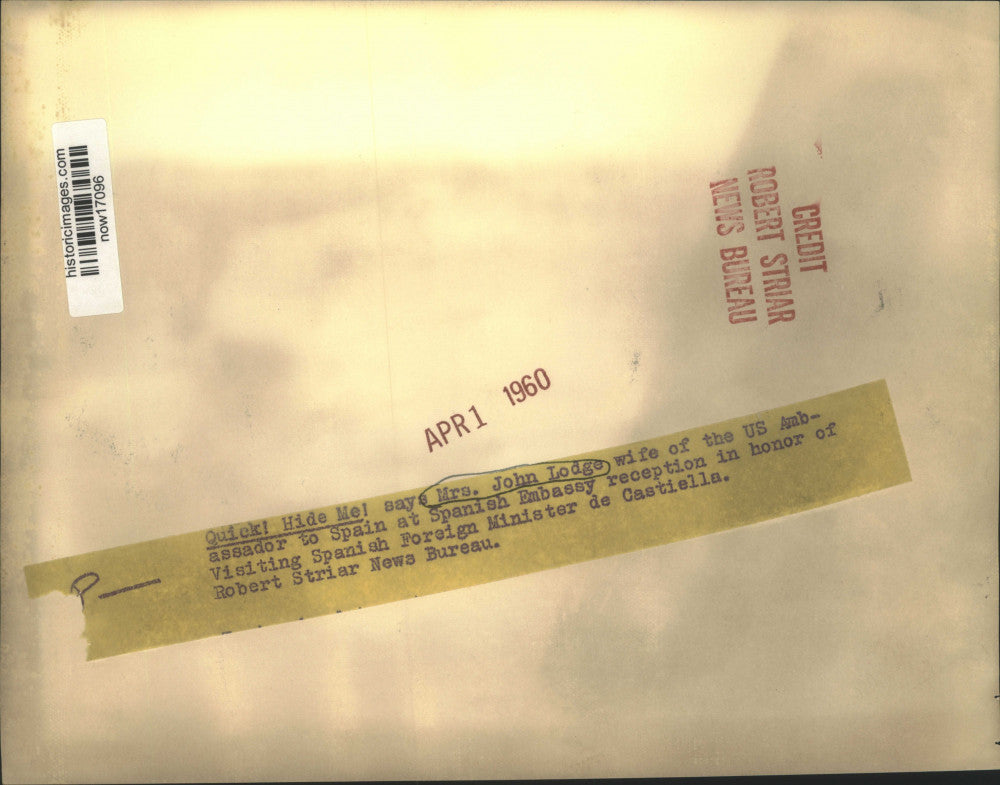 historicimages.com
now17096
CREDIT
ROBERT STRIAR
NEWS BUREAU
APR 1 1960
Quick! Hide Me! says Mrs. John Lodge wife of the US Amb-
assador to Spain at Spanish Embassy reception in honor of
Visiting Spanish Foreign Minister de Castiella.
Robert Striar News Bureau.